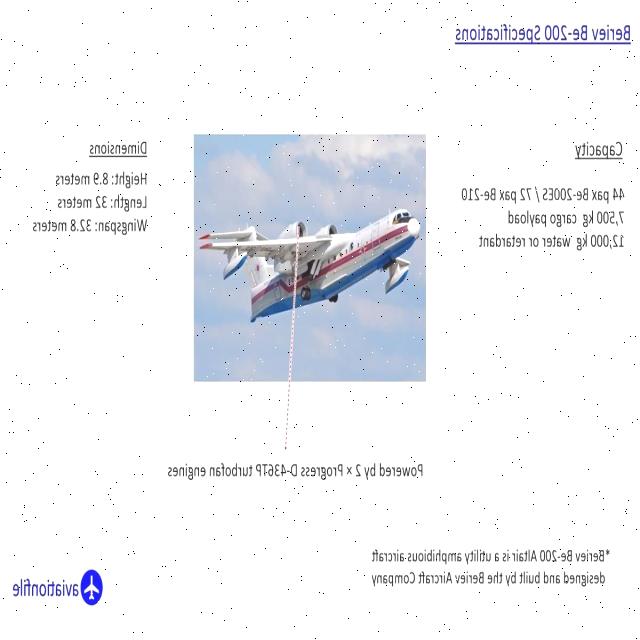 Beriev Be-200 Specifications
Capacity
44 pax Be-200ES / 72 pax Be-210
7,500 kg cargo payload
12,000 kg water or retardant
Dimensions
Height: 8.9 meters
Length: 32 meters
Wingspan: 32.8 meters
Powered by 2 × Progress D-436TP turbofan engines
*Beriev Be-200 Altair is a utility amphibious aircraft
designed and built by the Beriev Aircraft Company
aviationfile